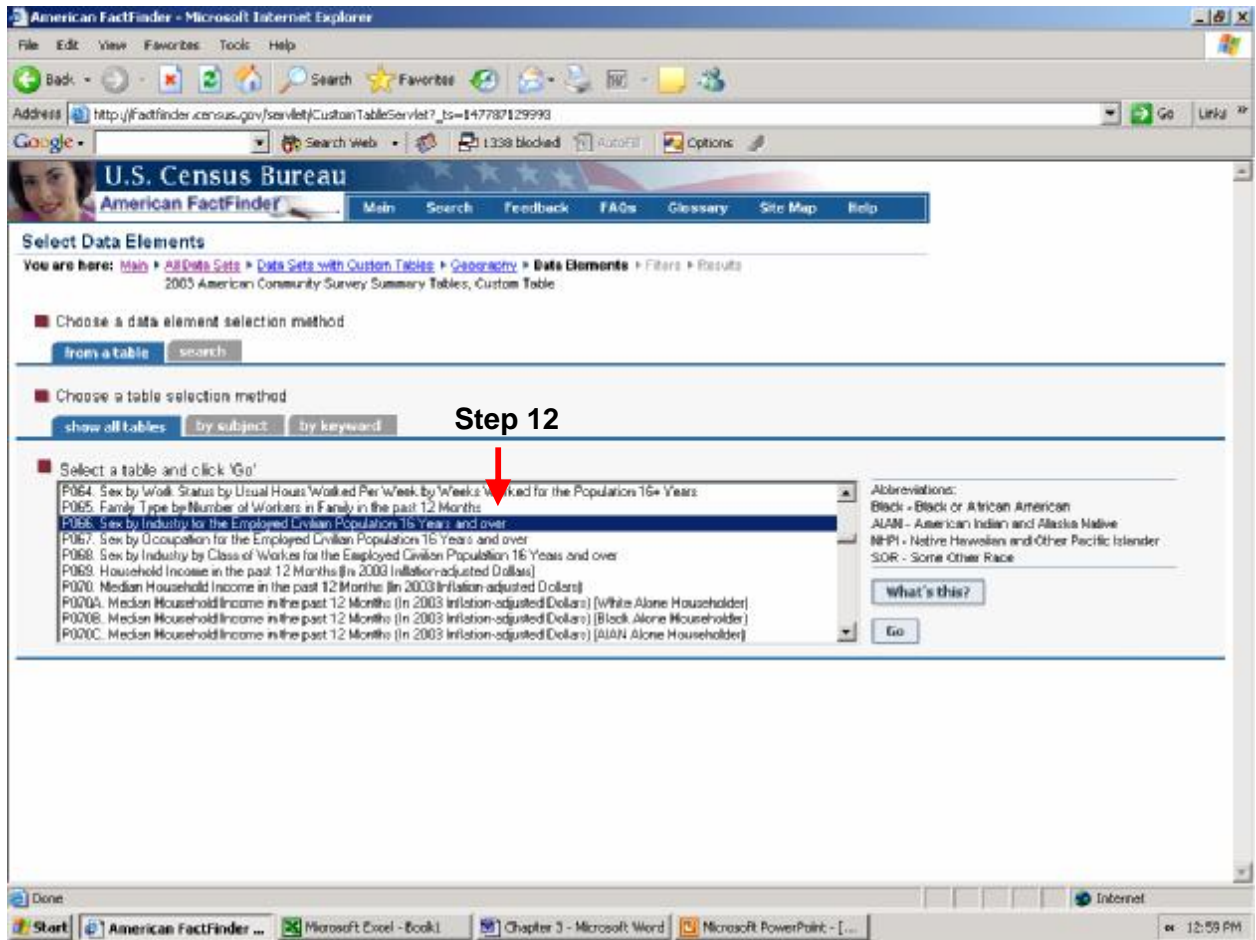 American FactFinder - Microsoft Internet Explorer
File Edit View Favorites Tools Help
Back Search Favorites
Address http://factfinder.census.gov/servlet/CustomTableServlet?_ts=147787129993 Go Links »
Google Search Web 1338 blocked AutoFill Options
U.S. Census Bureau
American FactFinder Main Search Feedback FAQs Glossary Site Map Help
Select Data Elements
You are here: Main ▸ All Data Sets ▸ Data Sets with Custom Tables ▸ Geography ▸ Data Elements ▸ Filters ▸ Results
2003 American Community Survey Summary Tables, Custom Table
Choose a data element selection method
from a table search
Choose a table selection method
show all tables by subject by keyword
Step 12
Select a table and click 'Go'
P064. Sex by Work Status by Usual Hours Worked Per Week by Weeks Worked for the Population 16+ Years
P065. Family Type by Number of Workers in Family in the past 12 Months
P066. Sex by Industry for the Employed Civilian Population 16 Years and over
P067. Sex by Occupation for the Employed Civilian Population 16 Years and over
P068. Sex by Industry by Class of Worker for the Employed Civilian Population 16 Years and over
P069. Household Income in the past 12 Months (In 2003 Inflation-adjusted Dollars)
P070. Median Household Income in the past 12 Months (In 2003 Inflation-adjusted Dollars)
P070A. Median Household Income in the past 12 Months (In 2003 Inflation-adjusted Dollars) (White Alone Householder)
P070B. Median Household Income in the past 12 Months (In 2003 Inflation-adjusted Dollars) (Black Alone Householder)
P070C. Median Household Income in the past 12 Months (In 2003 Inflation-adjusted Dollars) (AIAN Alone Householder)
Abbreviations:
Black - Black or African American
AIAN - American Indian and Alaska Native
NHPI - Native Hawaiian and Other Pacific Islander
SOR - Some Other Race
What's this?
Go
Done Internet
Start American FactFinder ... Microsoft Excel - Book1 Chapter 3 - Microsoft Word Microsoft PowerPoint - [... 12:59 PM